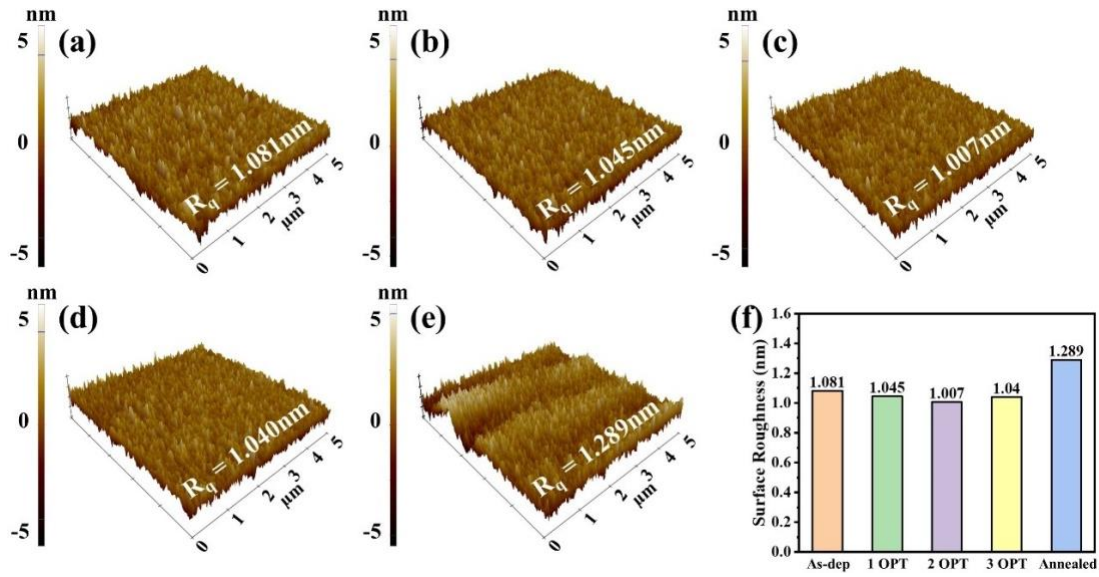 nm
5
0
-5
(a)
R_q = 1.081nm
0
1
2
3
4
5
μm
nm
5
0
-5
(b)
R_q = 1.045nm
0
1
2
3
4
5
μm
nm
5
0
-5
(c)
R_q = 1.007nm
0
1
2
3
4
5
μm
nm
5
0
-5
(d)
R_q = 1.040nm
0
1
2
3
4
5
μm
nm
5
0
-5
(e)
R_q = 1.289nm
0
1
2
3
4
5
μm
(f)
Surface Roughness (nm)
1.6
1.4
1.2
1.0
0.8
0.6
0.4
0.2
0.0
1.081
1.045
1.007
1.04
1.289
As-dep 1 OPT 2 OPT 3 OPT Annealed